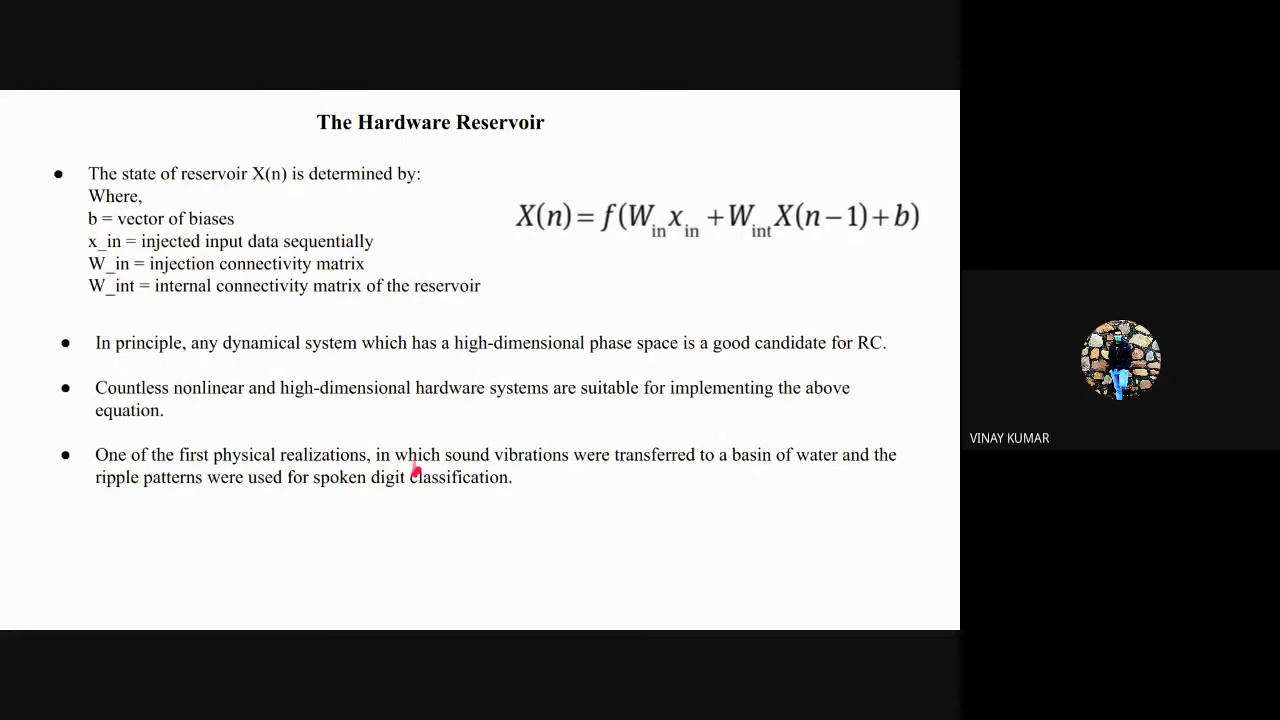 The Hardware Reservoir
● The state of reservoir X(n) is determined by:
Where,
b = vector of biases
x_in = injected input data sequentially
W_in = injection connectivity matrix
W_int = internal connectivity matrix of the reservoir
X(n) = f(W_in x_in + W_int X(n−1) + b)
● In principle, any dynamical system which has a high-dimensional phase space is a good candidate for RC.
● Countless nonlinear and high-dimensional hardware systems are suitable for implementing the above
equation.
● One of the first physical realizations, in which sound vibrations were transferred to a basin of water and the
ripple patterns were used for spoken digit classification.
VINAY KUMAR